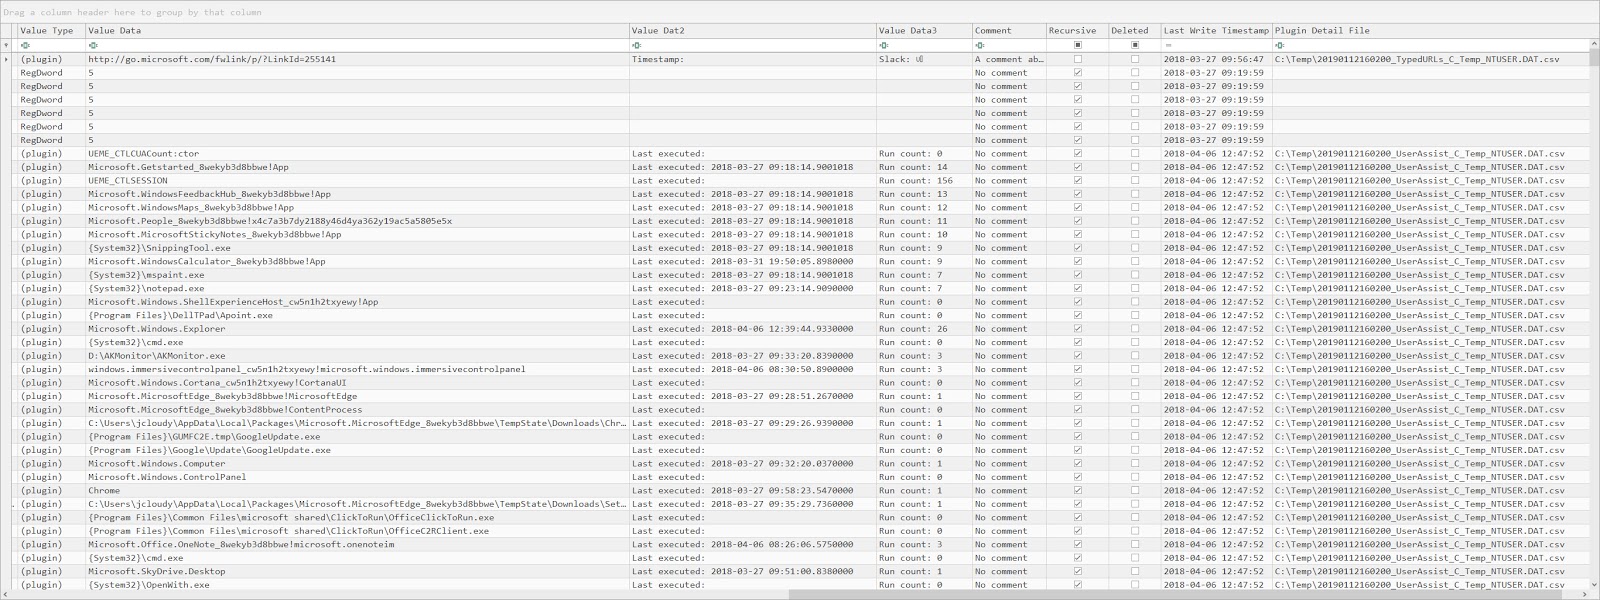 Drag a column header here to group by that column
Value Type Value Data Value Dat2 Value Data3 Comment Recursive Deleted Last Write Timestamp Plugin Detail File
=
(plugin) http://go.microsoft.com/fwlink/p/?LinkId=255141 Timestamp: Slack: A comment ab… 2018-03-27 09:56:47 C:\Temp\20190112160200_TypedURLs_C_Temp_NTUSER.DAT.csv
RegDword 5 No comment 2018-03-27 09:19:59
RegDword 5 No comment 2018-03-27 09:19:59
RegDword 5 No comment 2018-03-27 09:19:59
RegDword 5 No comment 2018-03-27 09:19:59
RegDword 5 No comment 2018-03-27 09:19:59
RegDword 5 No comment 2018-03-27 09:19:59
(plugin) UEME_CTLCUACount:ctor Last executed: Run count: 0 No comment 2018-04-06 12:47:52 C:\Temp\20190112160200_UserAssist_C_Temp_NTUSER.DAT.csv
(plugin) Microsoft.Getstarted_8wekyb3d8bbwe!App Last executed: 2018-03-27 09:18:14.9001018 Run count: 14 No comment 2018-04-06 12:47:52 C:\Temp\20190112160200_UserAssist_C_Temp_NTUSER.DAT.csv
(plugin) UEME_CTLSESSION Last executed: Run count: 156 No comment 2018-04-06 12:47:52 C:\Temp\20190112160200_UserAssist_C_Temp_NTUSER.DAT.csv
(plugin) Microsoft.WindowsFeedbackHub_8wekyb3d8bbwe!App Last executed: 2018-03-27 09:18:14.9001018 Run count: 13 No comment 2018-04-06 12:47:52 C:\Temp\20190112160200_UserAssist_C_Temp_NTUSER.DAT.csv
(plugin) Microsoft.WindowsMaps_8wekyb3d8bbwe!App Last executed: 2018-03-27 09:18:14.9001018 Run count: 12 No comment 2018-04-06 12:47:52 C:\Temp\20190112160200_UserAssist_C_Temp_NTUSER.DAT.csv
(plugin) Microsoft.People_8wekyb3d8bbwe!x4c7a3b7dy2188y46d4ya362y19ac5a5805e5x Last executed: 2018-03-27 09:18:14.9001018 Run count: 11 No comment 2018-04-06 12:47:52 C:\Temp\20190112160200_UserAssist_C_Temp_NTUSER.DAT.csv
(plugin) Microsoft.MicrosoftStickyNotes_8wekyb3d8bbwe!App Last executed: 2018-03-27 09:18:14.9001018 Run count: 10 No comment 2018-04-06 12:47:52 C:\Temp\20190112160200_UserAssist_C_Temp_NTUSER.DAT.csv
(plugin) {System32}\SnippingTool.exe Last executed: 2018-03-27 09:18:14.9001018 Run count: 9 No comment 2018-04-06 12:47:52 C:\Temp\20190112160200_UserAssist_C_Temp_NTUSER.DAT.csv
(plugin) Microsoft.WindowsCalculator_8wekyb3d8bbwe!App Last executed: 2018-03-31 19:50:05.8980000 Run count: 9 No comment 2018-04-06 12:47:52 C:\Temp\20190112160200_UserAssist_C_Temp_NTUSER.DAT.csv
(plugin) {System32}\mspaint.exe Last executed: 2018-03-27 09:18:14.9001018 Run count: 7 No comment 2018-04-06 12:47:52 C:\Temp\20190112160200_UserAssist_C_Temp_NTUSER.DAT.csv
(plugin) {System32}\notepad.exe Last executed: 2018-03-27 09:23:14.9090000 Run count: 7 No comment 2018-04-06 12:47:52 C:\Temp\20190112160200_UserAssist_C_Temp_NTUSER.DAT.csv
(plugin) Microsoft.Windows.ShellExperienceHost_cw5n1h2txyewy!App Last executed: Run count: 0 No comment 2018-04-06 12:47:52 C:\Temp\20190112160200_UserAssist_C_Temp_NTUSER.DAT.csv
(plugin) {Program Files}\DellTPad\Apoint.exe Last executed: Run count: 0 No comment 2018-04-06 12:47:52 C:\Temp\20190112160200_UserAssist_C_Temp_NTUSER.DAT.csv
(plugin) Microsoft.Windows.Explorer Last executed: 2018-04-06 12:39:44.9330000 Run count: 26 No comment 2018-04-06 12:47:52 C:\Temp\20190112160200_UserAssist_C_Temp_NTUSER.DAT.csv
(plugin) {System32}\cmd.exe Last executed: Run count: 0 No comment 2018-04-06 12:47:52 C:\Temp\20190112160200_UserAssist_C_Temp_NTUSER.DAT.csv
(plugin) D:\AKMonitor\AKMonitor.exe Last executed: 2018-03-27 09:33:20.8390000 Run count: 3 No comment 2018-04-06 12:47:52 C:\Temp\20190112160200_UserAssist_C_Temp_NTUSER.DAT.csv
(plugin) windows.immersivecontrolpanel_cw5n1h2txyewy!microsoft.windows.immersivecontrolpanel Last executed: 2018-04-06 08:30:50.8900000 Run count: 3 No comment 2018-04-06 12:47:52 C:\Temp\20190112160200_UserAssist_C_Temp_NTUSER.DAT.csv
(plugin) Microsoft.Windows.Cortana_cw5n1h2txyewy!CortanaUI Last executed: Run count: 0 No comment 2018-04-06 12:47:52 C:\Temp\20190112160200_UserAssist_C_Temp_NTUSER.DAT.csv
(plugin) Microsoft.MicrosoftEdge_8wekyb3d8bbwe!MicrosoftEdge Last executed: 2018-03-27 09:28:51.2670000 Run count: 1 No comment 2018-04-06 12:47:52 C:\Temp\20190112160200_UserAssist_C_Temp_NTUSER.DAT.csv
(plugin) Microsoft.MicrosoftEdge_8wekyb3d8bbwe!ContentProcess Last executed: Run count: 0 No comment 2018-04-06 12:47:52 C:\Temp\20190112160200_UserAssist_C_Temp_NTUSER.DAT.csv
(plugin) C:\Users\jcloudy\AppData\Local\Packages\Microsoft.MicrosoftEdge_8wekyb3d8bbwe\TempState\Downloads\Chr… Last executed: 2018-03-27 09:29:26.9390000 Run count: 1 No comment 2018-04-06 12:47:52 C:\Temp\20190112160200_UserAssist_C_Temp_NTUSER.DAT.csv
(plugin) {Program Files}\GUMFC2E.tmp\GoogleUpdate.exe Last executed: Run count: 0 No comment 2018-04-06 12:47:52 C:\Temp\20190112160200_UserAssist_C_Temp_NTUSER.DAT.csv
(plugin) {Program Files}\Google\Update\GoogleUpdate.exe Last executed: Run count: 0 No comment 2018-04-06 12:47:52 C:\Temp\20190112160200_UserAssist_C_Temp_NTUSER.DAT.csv
(plugin) Microsoft.Windows.Computer Last executed: 2018-03-27 09:32:20.0370000 Run count: 1 No comment 2018-04-06 12:47:52 C:\Temp\20190112160200_UserAssist_C_Temp_NTUSER.DAT.csv
(plugin) Microsoft.Windows.ControlPanel Last executed: Run count: 0 No comment 2018-04-06 12:47:52 C:\Temp\20190112160200_UserAssist_C_Temp_NTUSER.DAT.csv
(plugin) Chrome Last executed: 2018-03-27 09:58:23.5470000 Run count: 1 No comment 2018-04-06 12:47:52 C:\Temp\20190112160200_UserAssist_C_Temp_NTUSER.DAT.csv
(plugin) C:\Users\jcloudy\AppData\Local\Packages\Microsoft.MicrosoftEdge_8wekyb3d8bbwe\TempState\Downloads\Set… Last executed: 2018-03-27 09:35:29.7360000 Run count: 1 No comment 2018-04-06 12:47:52 C:\Temp\20190112160200_UserAssist_C_Temp_NTUSER.DAT.csv
(plugin) {Program Files}\Common Files\microsoft shared\ClickToRun\OfficeClickToRun.exe Last executed: Run count: 0 No comment 2018-04-06 12:47:52 C:\Temp\20190112160200_UserAssist_C_Temp_NTUSER.DAT.csv
(plugin) {Program Files}\Common Files\microsoft shared\ClickToRun\OfficeC2RClient.exe Last executed: Run count: 0 No comment 2018-04-06 12:47:52 C:\Temp\20190112160200_UserAssist_C_Temp_NTUSER.DAT.csv
(plugin) Microsoft.Office.OneNote_8wekyb3d8bbwe!microsoft.onenoteim Last executed: 2018-04-06 08:26:06.5750000 Run count: 3 No comment 2018-04-06 12:47:52 C:\Temp\20190112160200_UserAssist_C_Temp_NTUSER.DAT.csv
(plugin) {System32}\cmd.exe Last executed: Run count: 0 No comment 2018-04-06 12:47:52 C:\Temp\20190112160200_UserAssist_C_Temp_NTUSER.DAT.csv
(plugin) Microsoft.SkyDrive.Desktop Last executed: 2018-03-27 09:51:00.8380000 Run count: 1 No comment 2018-04-06 12:47:52 C:\Temp\20190112160200_UserAssist_C_Temp_NTUSER.DAT.csv
(plugin) {System32}\OpenWith.exe Last executed: Run count: 0 No comment 2018-04-06 12:47:52 C:\Temp\20190112160200_UserAssist_C_Temp_NTUSER.DAT.csv